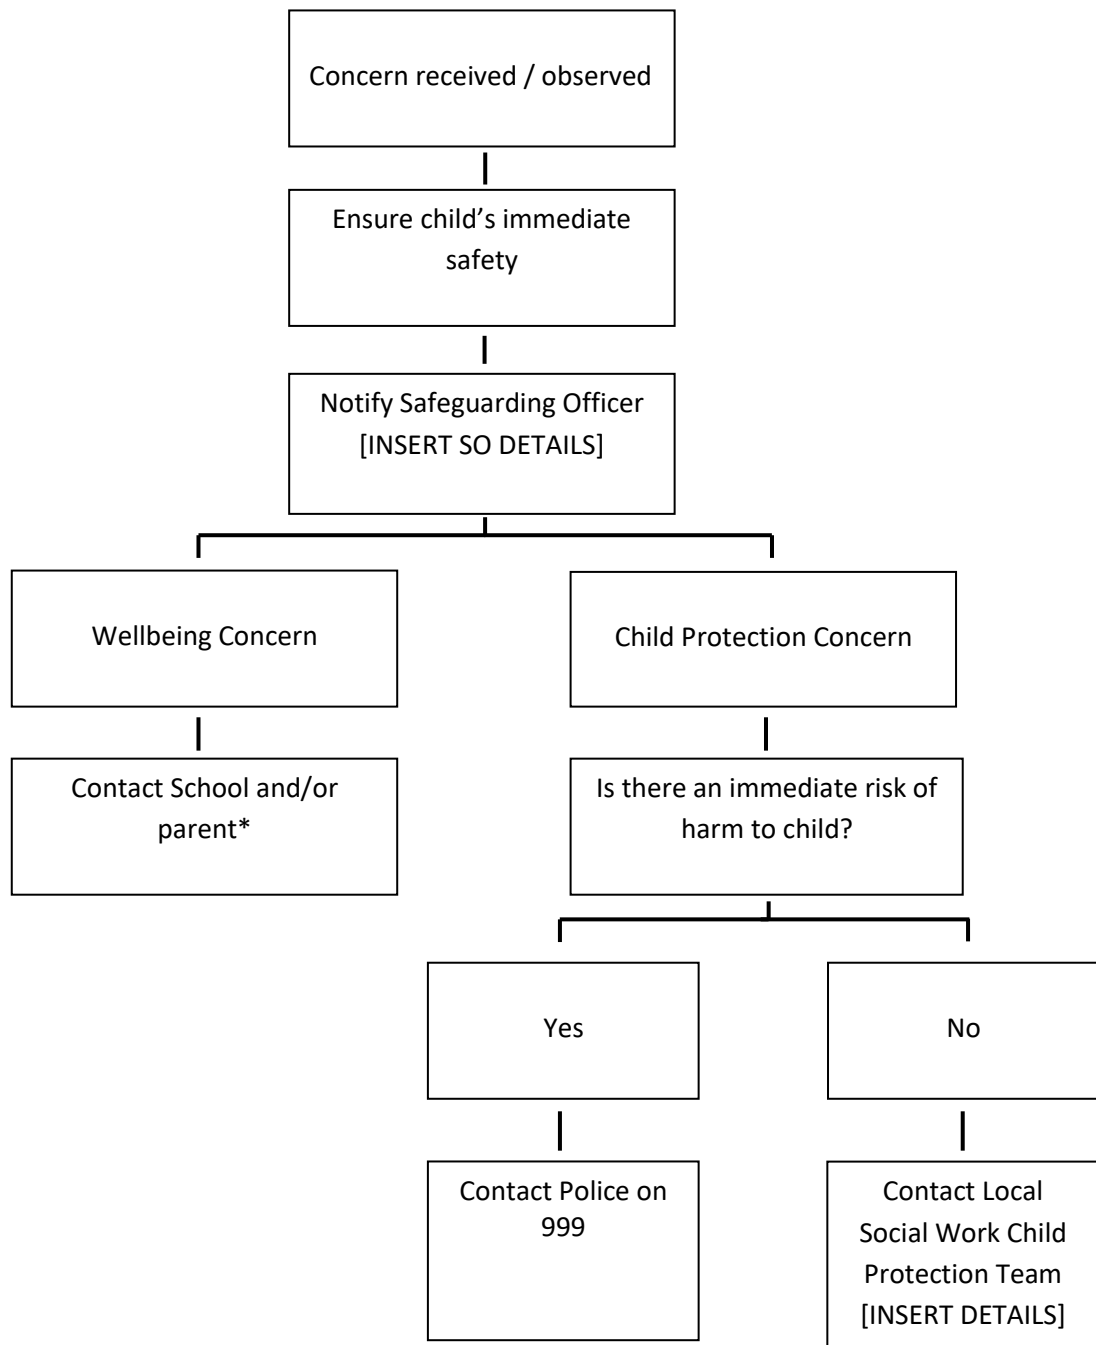 Concern received / observed
Ensure child’s immediate
safety
Notify Safeguarding Officer
[INSERT SO DETAILS]
Wellbeing Concern
Child Protection Concern
Contact School and/or
parent*
Is there an immediate risk of
harm to child?
Yes
No
Contact Police on
999
Contact Local
Social Work Child
Protection Team
[INSERT DETAILS]